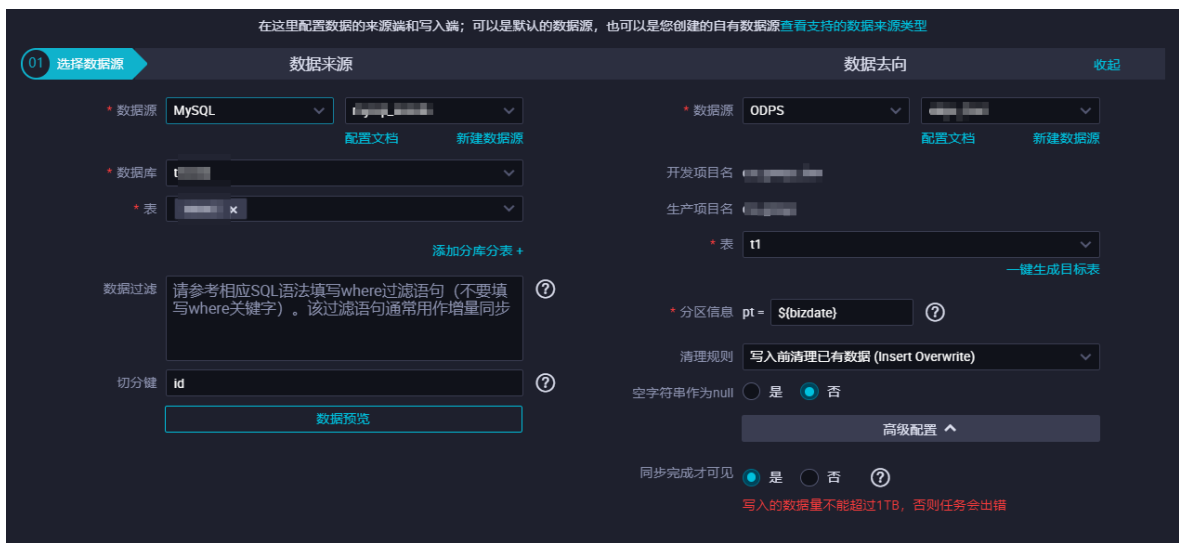 在这里配置数据的来源端和写入端；可以是默认的数据源，也可以是您创建的自有数据源查看支持的数据来源类型
01 选择数据源
数据来源
数据去向
收起
* 数据源 MySQL
配置文档 新建数据源
* 数据库 t
* 表 ×
添加分库分表 +
数据过滤 请参考相应SQL语法填写where过滤语句（不要填
写where关键字）。该过滤语句通常用作增量同步
切分键 id
数据预览
* 数据源 ODPS
配置文档 新建数据源
开发项目名
生产项目名
* 表 t1
一键生成目标表
* 分区信息 pt = ${bizdate}
清理规则 写入前清理已有数据 (Insert Overwrite)
空字符串作为null 是 否
高级配置
同步完成才可见 是 否
写入的数据量不能超过1TB，否则任务会出错